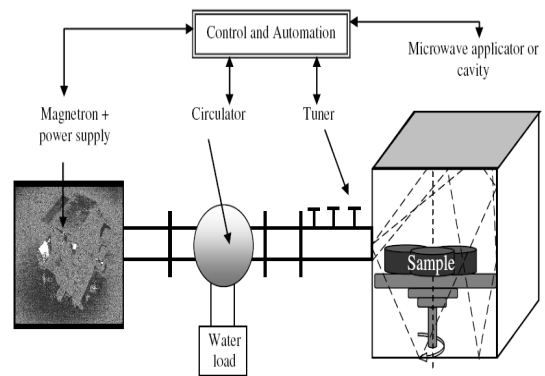 Control and Automation
Microwave applicator or
cavity
Magnetron +
power supply
Circulator
Tuner
Sample
Water
load